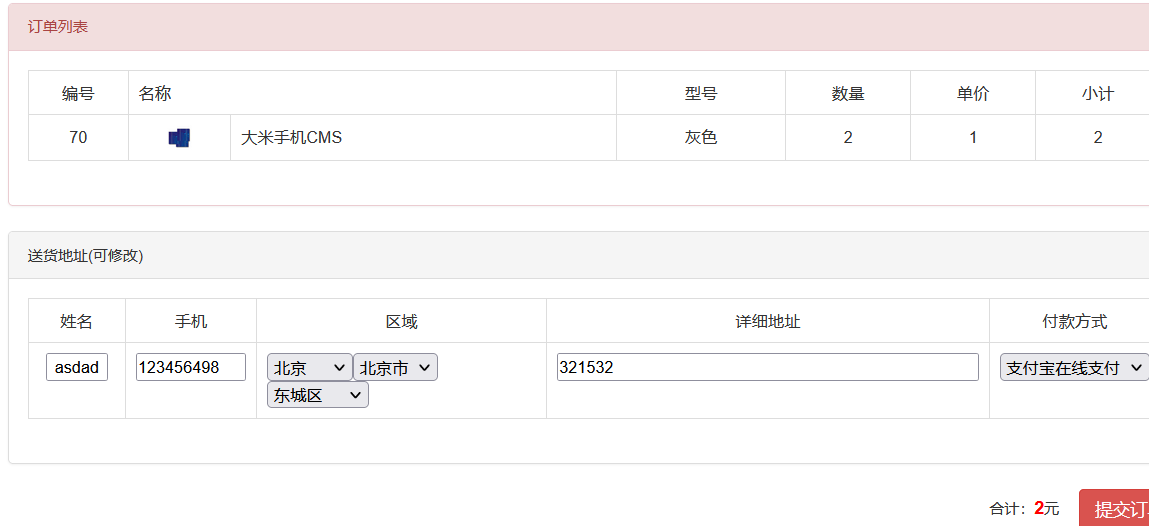 订单列表
编号 名称 型号 数量 单价 小计
70 大米手机CMS 灰色 2 1 2
送货地址(可修改)
姓名 手机 区域 详细地址 付款方式
asdad 123456498 北京 北京市 321532 支付宝在线支付
东城区
合计：2元 提交订